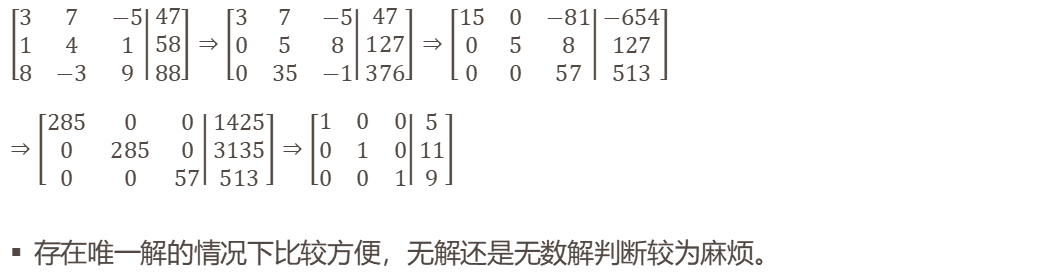 [3 7 −5|47] [3 7 −5|47] [15 0 −81|−654]
[1 4 1|58] ⇒ [0 5 8|127] ⇒ [0 5 8|127]
[8 −3 9|88] [0 35 −1|376] [0 0 57|513]
[285 0 0|1425] [1 0 0|5]
⇒ [0 285 0|3135] ⇒ [0 1 0|11]
[0 0 57|513] [0 0 1|9]
▪ 存在唯一解的情况下比较方便，无解还是无数解判断较为麻烦。